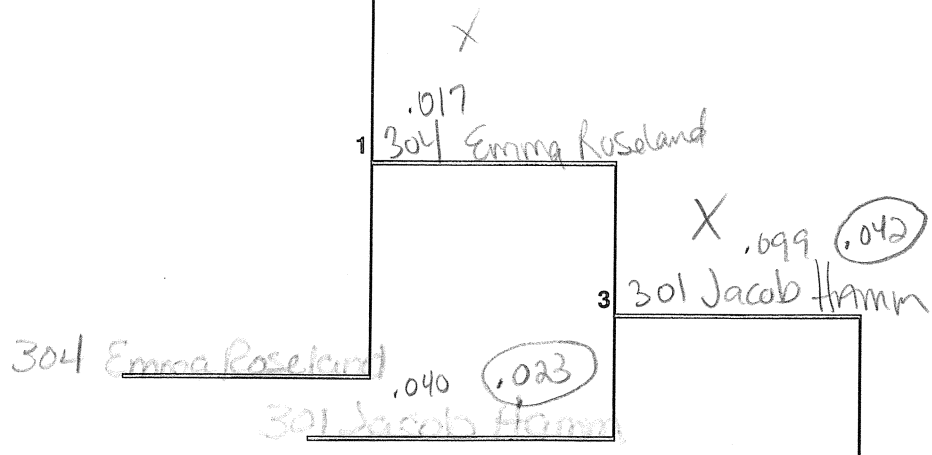 X
.017
1 304 Emma Roseland
X .099 .042
3 301 Jacob Hamm
304 Emma Roseland
.040 .023
301 Jacob Hamm